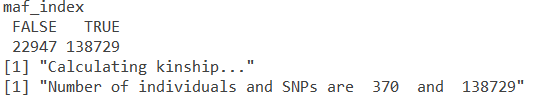 maf_index
FALSE TRUE
22947 138729
[1] "Calculating kinship..."
[1] "Number of individuals and SNPs are  370  and  138729"